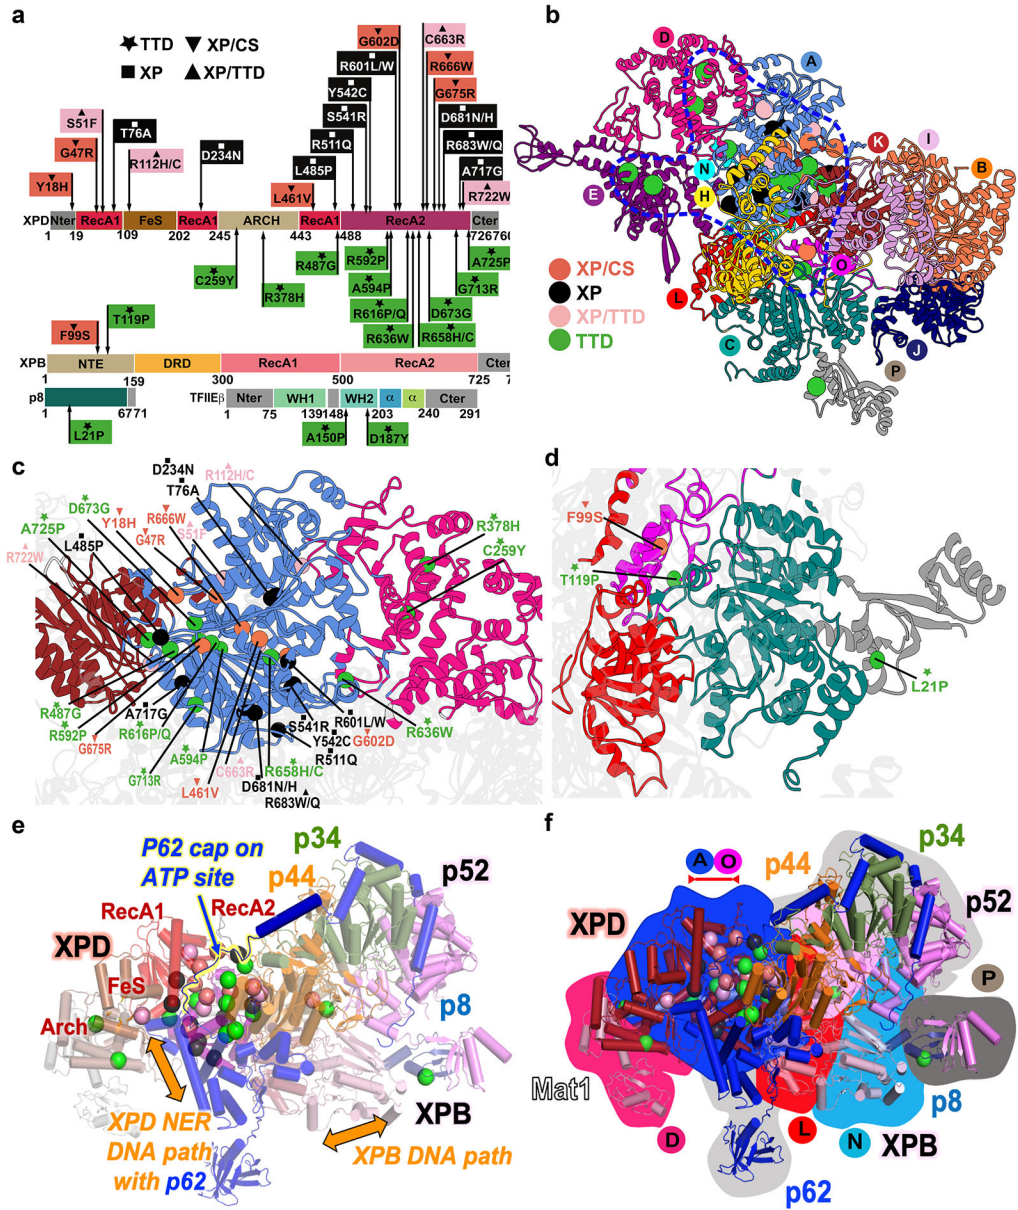 a
★ TTD ▼ XP/CS
■ XP ▲ XP/TTD
G602D
C663R
R601L/W
R666W
Y542C
G675R
S541R
D681N/H
R511Q
R683W/Q
L485P
A717G
L461V
R722W
S51F
T76A
G47R
R112H/C
D234N
Y18H
XPD Nter RecA1 FeS RecA1 ARCH RecA1 RecA2 Cter
1 19 109 202 245 443 488 726 760
C259Y
R378H
R487G
R592P
A594P
R616P/Q
R636W
A725P
G713R
D673G
R658H/C
T119P
F99S
XPB NTE DRD RecA1 RecA2 Cter
1 159 300 500 725
p8
1 67 71
L21P
TFIIEβ Nter WH1 WH2 α α Cter
1 75 139 148 203 240 291
A150P
D187Y
b
D
A
K
I
B
N
H
E
O
L
C
J
P
XP/CS
XP
XP/TTD
TTD
c
D234N
R112H/C
T76A
D673G
A725P
Y18H
R666W
S51F
G47R
R722W
L485P
R378H
C259Y
R487G
A717G
R592P
R616P/Q
G675R
G713R
A594P
L461V
C663R
R658H/C
D681N/H
R683W/Q
S541R
R601L/W
Y542C
G602D
R511Q
R636W
d
F99S
T119P
L21P
e
P62 cap on
ATP site
p34
p44
p52
RecA1
RecA2
XPD
FeS
Arch
p8
XPB
XPD NER
DNA path
with p62
XPB DNA path
f
A O
p34
p44
p52
XPD
P
Mat1
p8
D
L
N
XPB
p62